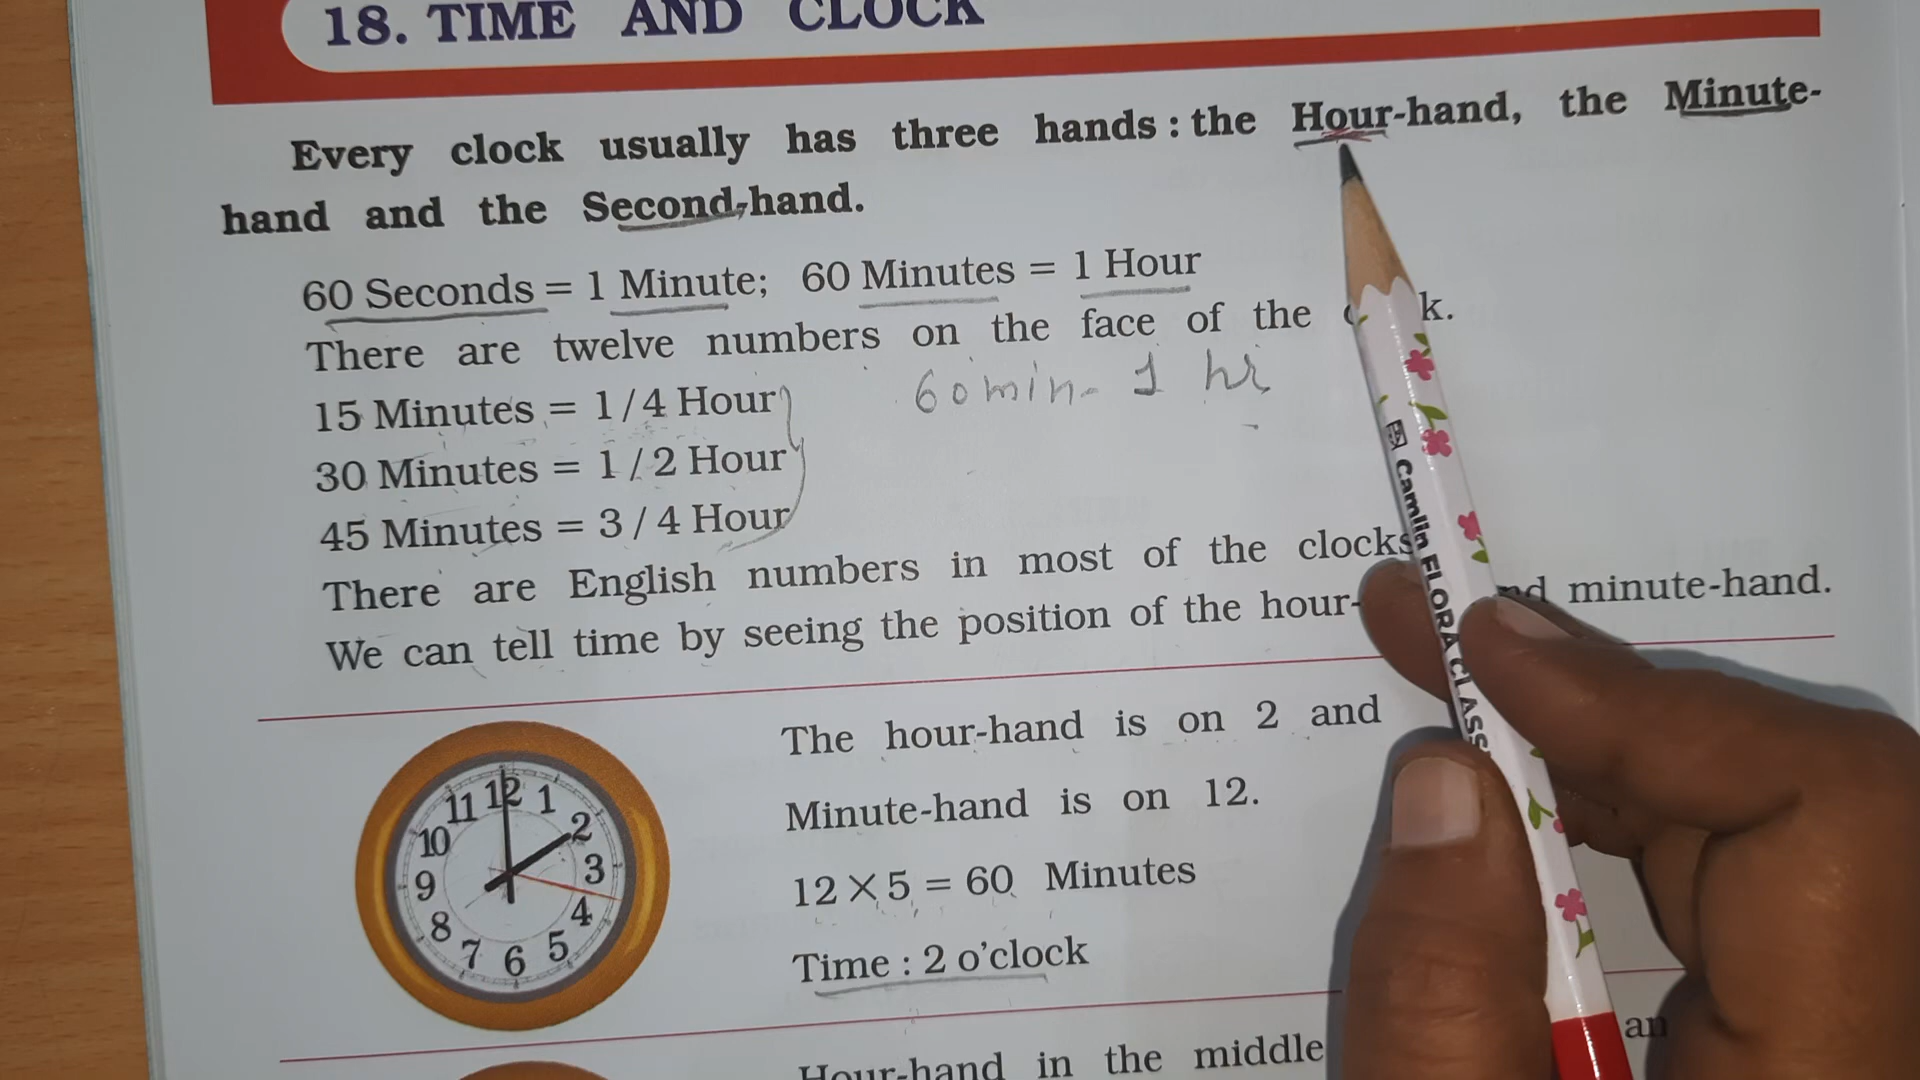 18. TIME AND CLOCK
Every clock usually has three hands : the Hour-hand, the Minute-
hand and the Second-hand.
60 Seconds = 1 Minute; 60 Minutes = 1 Hour
There are twelve numbers on the face of the k.
60 min - 1 hr
15 Minutes = 1/4 Hour
30 Minutes = 1/2 Hour
45 Minutes = 3/4 Hour
There are English numbers in most of the clocks
We can tell time by seeing the position of the hour- nd minute-hand.
The hour-hand is on 2 and
Minute-hand is on 12.
12 × 5 = 60 Minutes
Time : 2 o'clock
12
1
2
3
4
5
6
7
8
9
10
11
Hour-hand in the middle an
Camlin FLORA CLASS